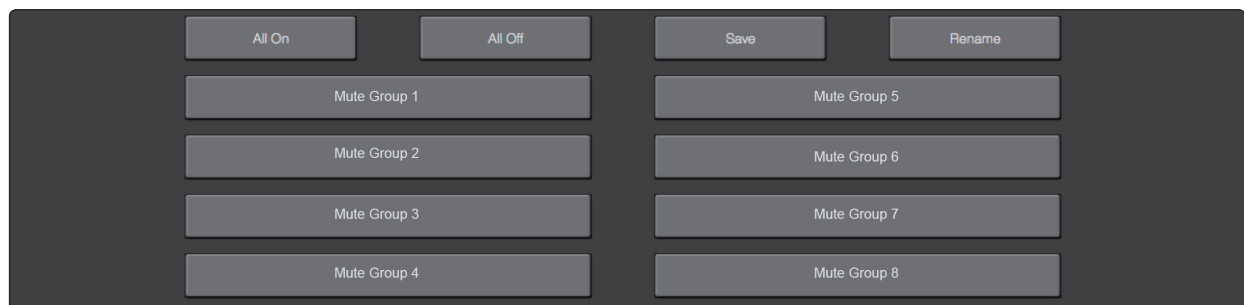 All On All Off Save Rename
Mute Group 1 Mute Group 5
Mute Group 2 Mute Group 6
Mute Group 3 Mute Group 7
Mute Group 4 Mute Group 8